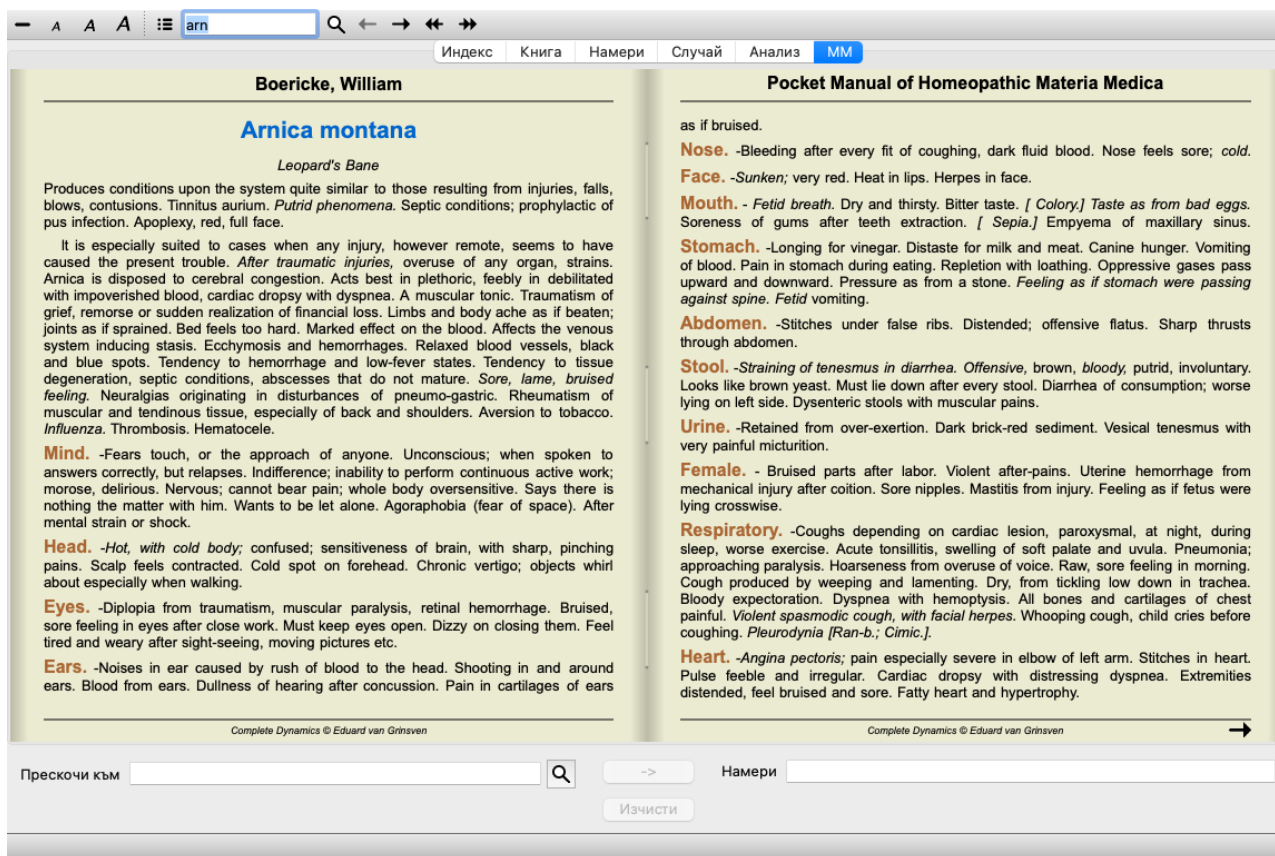 A A A arn
Индекс Книга Намери Случай Анализ ММ
Boericke, William
Arnica montana
Leopard's Bane
Produces conditions upon the system quite similar to those resulting from injuries, falls,
blows, contusions. Tinnitus aurium. Putrid phenomena. Septic conditions; prophylactic of
pus infection. Apoplexy, red, full face.
It is especially suited to cases when any injury, however remote, seems to have
caused the present trouble. After traumatic injuries, overuse of any organ, strains.
Arnica is disposed to cerebral congestion. Acts best in plethoric, feebly in debilitated
with impoverished blood, cardiac dropsy with dyspnea. A muscular tonic. Traumatism of
grief, remorse or sudden realization of financial loss. Limbs and body ache as if beaten;
joints as if sprained. Bed feels too hard. Marked effect on the blood. Affects the venous
system inducing stasis. Ecchymosis and hemorrhages. Relaxed blood vessels, black
and blue spots. Tendency to hemorrhage and low-fever states. Tendency to tissue
degeneration, septic conditions, abscesses that do not mature. Sore, lame, bruised
feeling. Neuralgias originating in disturbances of pneumo-gastric. Rheumatism of
muscular and tendinous tissue, especially of back and shoulders. Aversion to tobacco.
Influenza. Thrombosis. Hematocele.
Mind. -Fears touch, or the approach of anyone. Unconscious; when spoken to
answers correctly, but relapses. Indifference; inability to perform continuous active work;
morose, delirious. Nervous; cannot bear pain; whole body oversensitive. Says there is
nothing the matter with him. Wants to be let alone. Agoraphobia (fear of space). After
mental strain or shock.
Head. -Hot, with cold body; confused; sensitiveness of brain, with sharp, pinching
pains. Scalp feels contracted. Cold spot on forehead. Chronic vertigo; objects whirl
about especially when walking.
Eyes. -Diplopia from traumatism, muscular paralysis, retinal hemorrhage. Bruised,
sore feeling in eyes after close work. Must keep eyes open. Dizzy on closing them. Feel
tired and weary after sight-seeing, moving pictures etc.
Ears. -Noises in ear caused by rush of blood to the head. Shooting in and around
ears. Blood from ears. Dullness of hearing after concussion. Pain in cartilages of ears
Complete Dynamics © Eduard van Grinsven
Pocket Manual of Homeopathic Materia Medica
as if bruised.
Nose. -Bleeding after every fit of coughing, dark fluid blood. Nose feels sore; cold.
Face. -Sunken; very red. Heat in lips. Herpes in face.
Mouth. - Fetid breath. Dry and thirsty. Bitter taste. [ Colory.] Taste as from bad eggs.
Soreness of gums after teeth extraction. [ Sepia.] Empyema of maxillary sinus.
Stomach. -Longing for vinegar. Distaste for milk and meat. Canine hunger. Vomiting
of blood. Pain in stomach during eating. Repletion with loathing. Oppressive gases pass
upward and downward. Pressure as from a stone. Feeling as if stomach were passing
against spine. Fetid vomiting.
Abdomen. -Stitches under false ribs. Distended; offensive flatus. Sharp thrusts
through abdomen.
Stool. -Straining of tenesmus in diarrhea. Offensive, brown, bloody, putrid, involuntary.
Looks like brown yeast. Must lie down after every stool. Diarrhea of consumption; worse
lying on left side. Dysenteric stools with muscular pains.
Urine. -Retained from over-exertion. Dark brick-red sediment. Vesical tenesmus with
very painful micturition.
Female. - Bruised parts after labor. Violent after-pains. Uterine hemorrhage from
mechanical injury after coition. Sore nipples. Mastitis from injury. Feeling as if fetus were
lying crosswise.
Respiratory. -Coughs depending on cardiac lesion, paroxysmal, at night, during
sleep, worse exercise. Acute tonsillitis, swelling of soft palate and uvula. Pneumonia;
approaching paralysis. Hoarseness from overuse of voice. Raw, sore feeling in morning.
Cough produced by weeping and lamenting. Dry, from tickling low down in trachea.
Bloody expectoration. Dyspnea with hemoptysis. All bones and cartilages of chest
painful. Violent spasmodic cough, with facial herpes. Whooping cough, child cries before
coughing. Pleurodynia [Ran-b.; Cimic.].
Heart. -Angina pectoris; pain especially severe in elbow of left arm. Stitches in heart.
Pulse feeble and irregular. Cardiac dropsy with distressing dyspnea. Extremities
distended, feel bruised and sore. Fatty heart and hypertrophy.
Complete Dynamics © Eduard van Grinsven
Прескочи към -> Намери
Изчисти